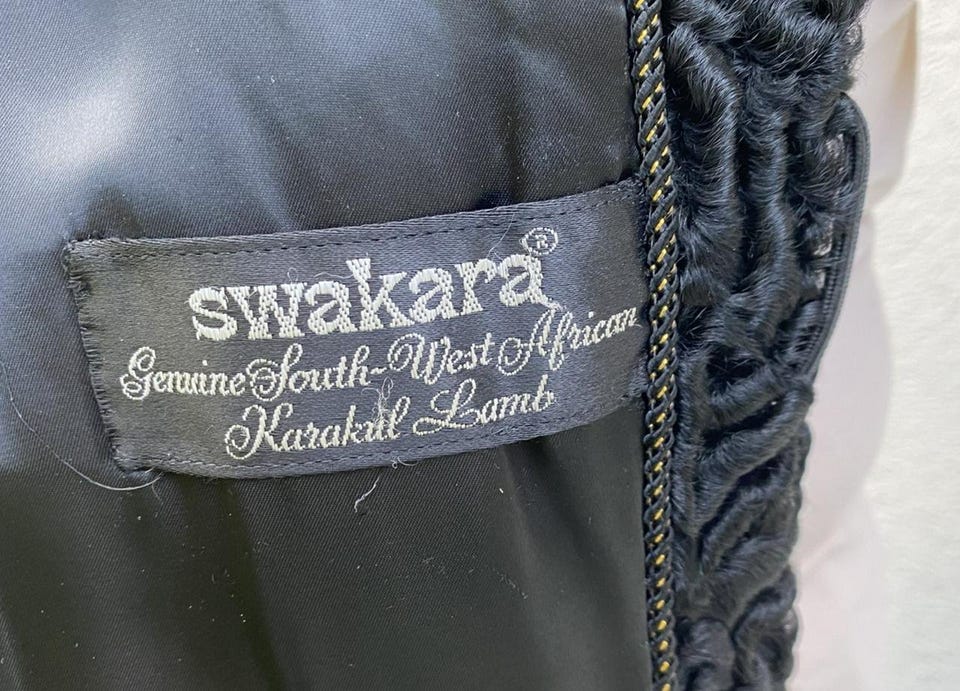 swakara®
Genuine South-West African
Karakul Lamb